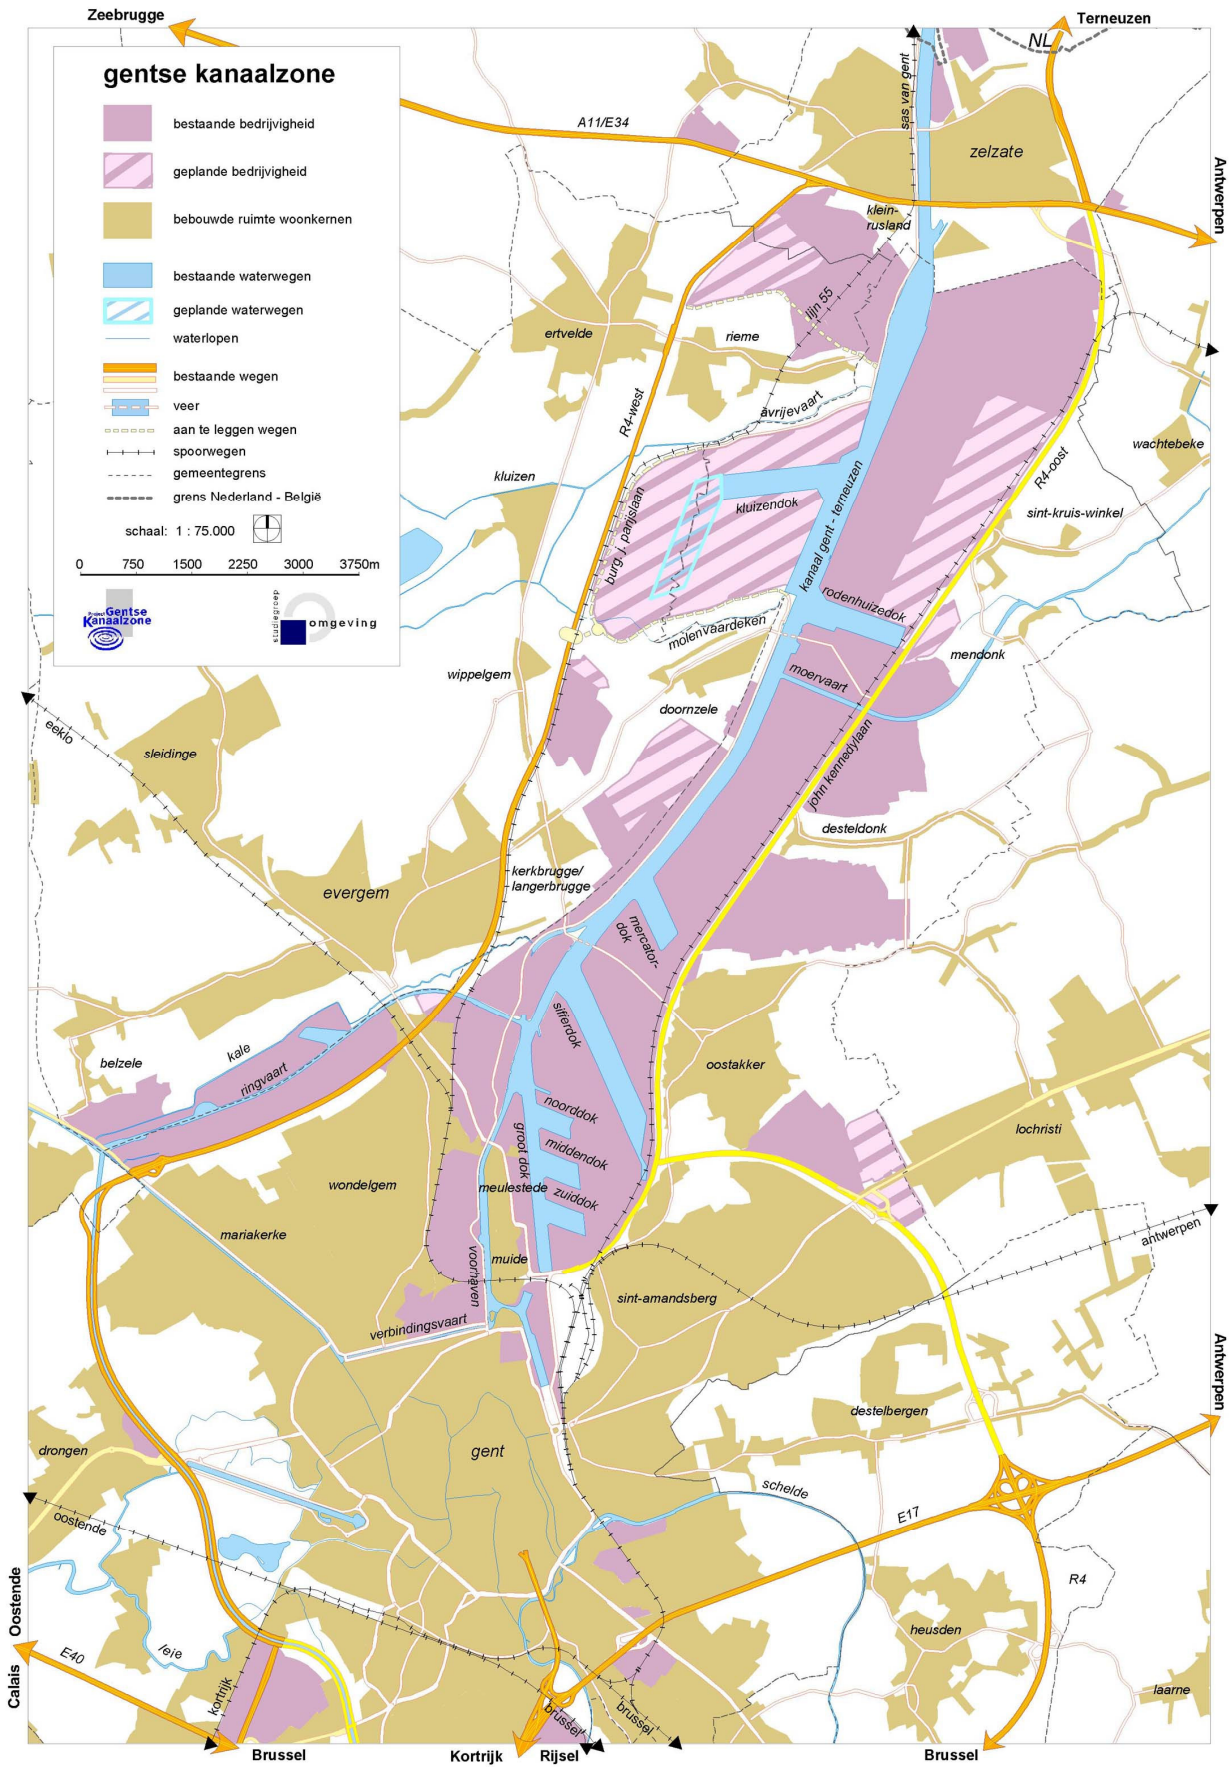 Zeebrugge
Terneuzen
NL
gentse kanaalzone
bestaande bedrijvigheid
geplande bedrijvigheid
bebouwde ruimte woonkernen
bestaande waterwegen
geplande waterwegen
waterlopen
bestaande wegen
veer
aan te leggen wegen
spoorwegen
gemeentegrens
grens Nederland - België
schaal: 1 : 75.000
0 750 1500 2250 3000 3750m
Project
Gentse
Kanaalzone
studiegroep
omgeving
A11/E34
sas van gent
zelzate
Antwerpen
klein-
rusland
lijn 55
ertvelde
rieme
R4-west
avrijevaart
wachtebeke
R4-oost
kluizen
kluizendok
kanaal gent - terneuzen
sint-kruis-winkel
burg. j. parijslaan
rodenhuizedok
molenvaardeken
mendonk
wippelgem
moervaart
doornzele
eeklo
sleidinge
john kennedylaan
desteldonk
kerkbrugge/
langerbrugge
evergem
mercator-
dok
sifferdok
kale
ringvaart
belzele
oostakker
noorddok
groot dok
middendok
lochristi
wondelgem
meulestede
zuiddok
mariakerke
antwerpen
muide
voorhaven
sint-amandsberg
verbindingsvaart
Antwerpen
destelbergen
drongen
gent
schelde
E17
oostende
R4
Oostende
Calais
heusden
leie
E40
kortrijk
laarne
brussel
brussel
Brussel
Kortrijk
Rijsel
Brussel